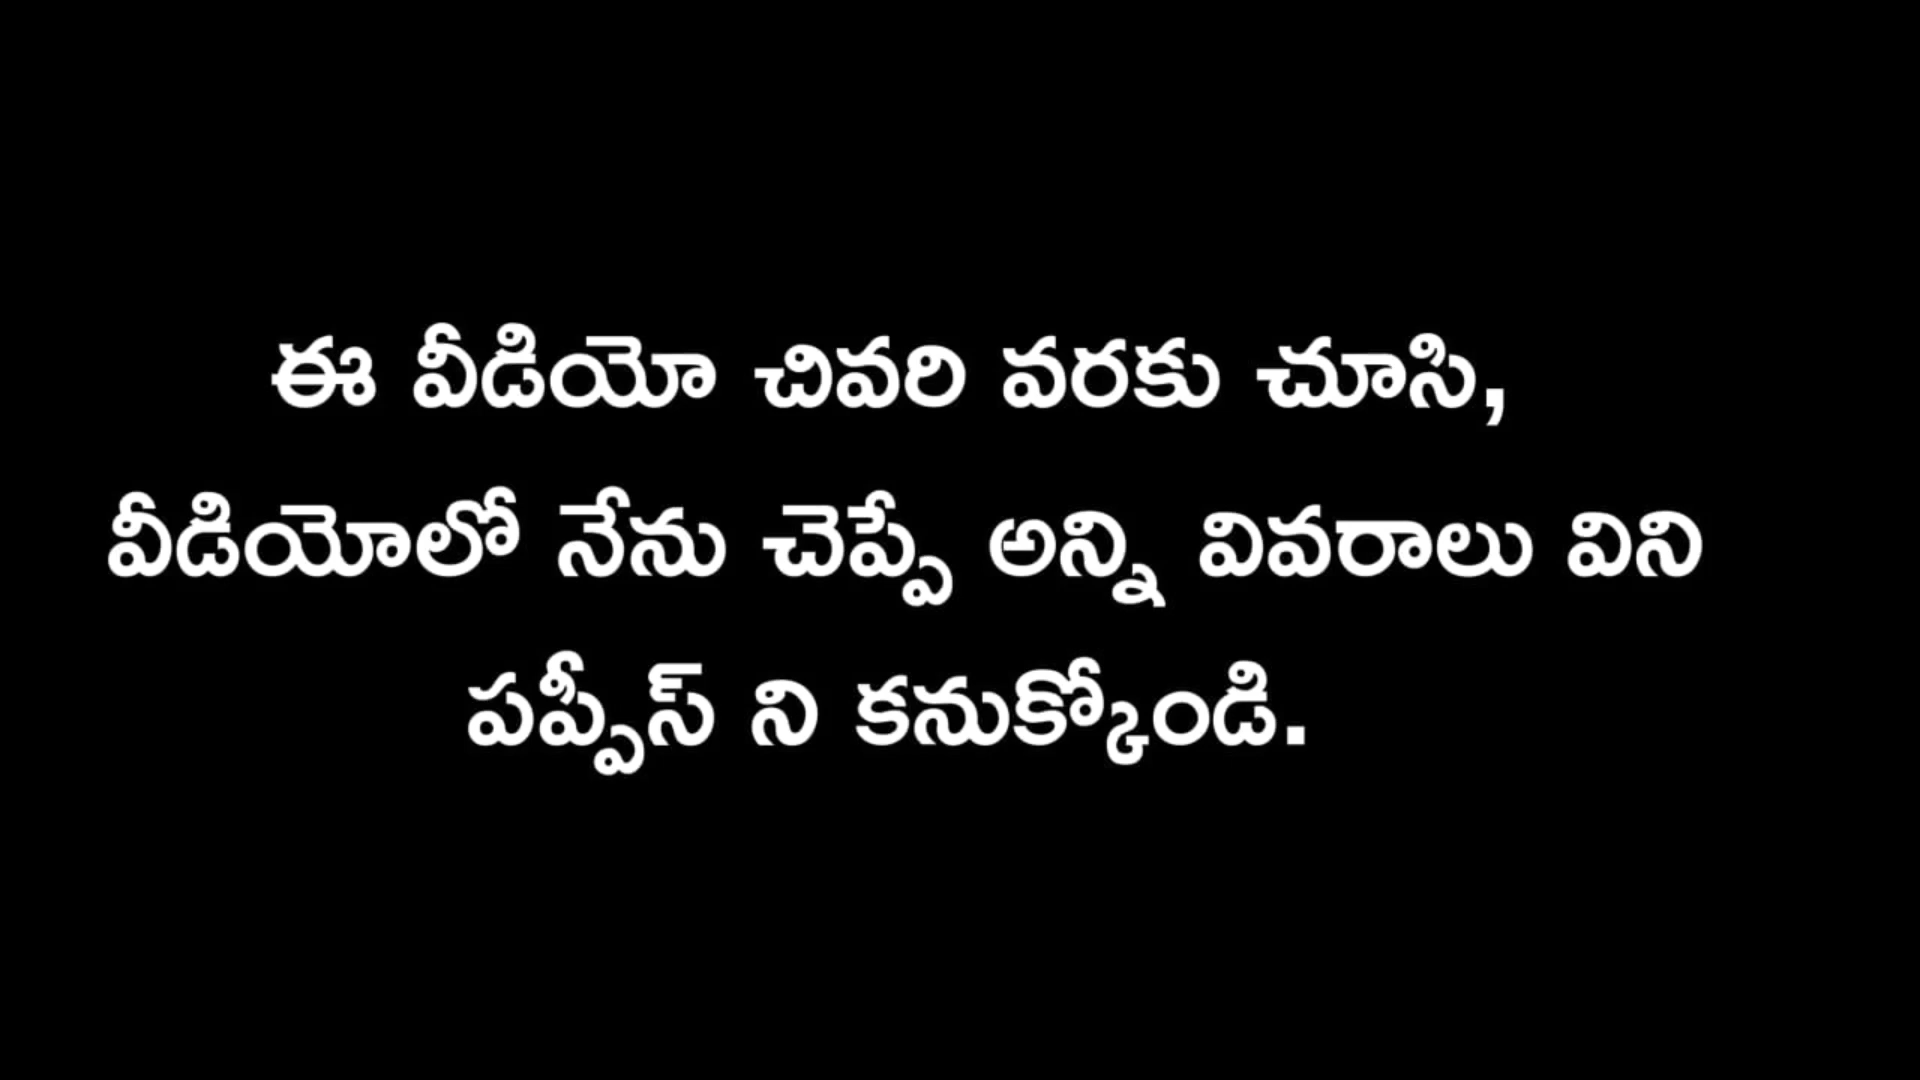 ఈ వీడియో చివరి వరకు చూసి,
వీడియోలో నేను చెప్పే అన్ని వివరాలు విని
పప్పీస్ ని కనుక్కోండి.